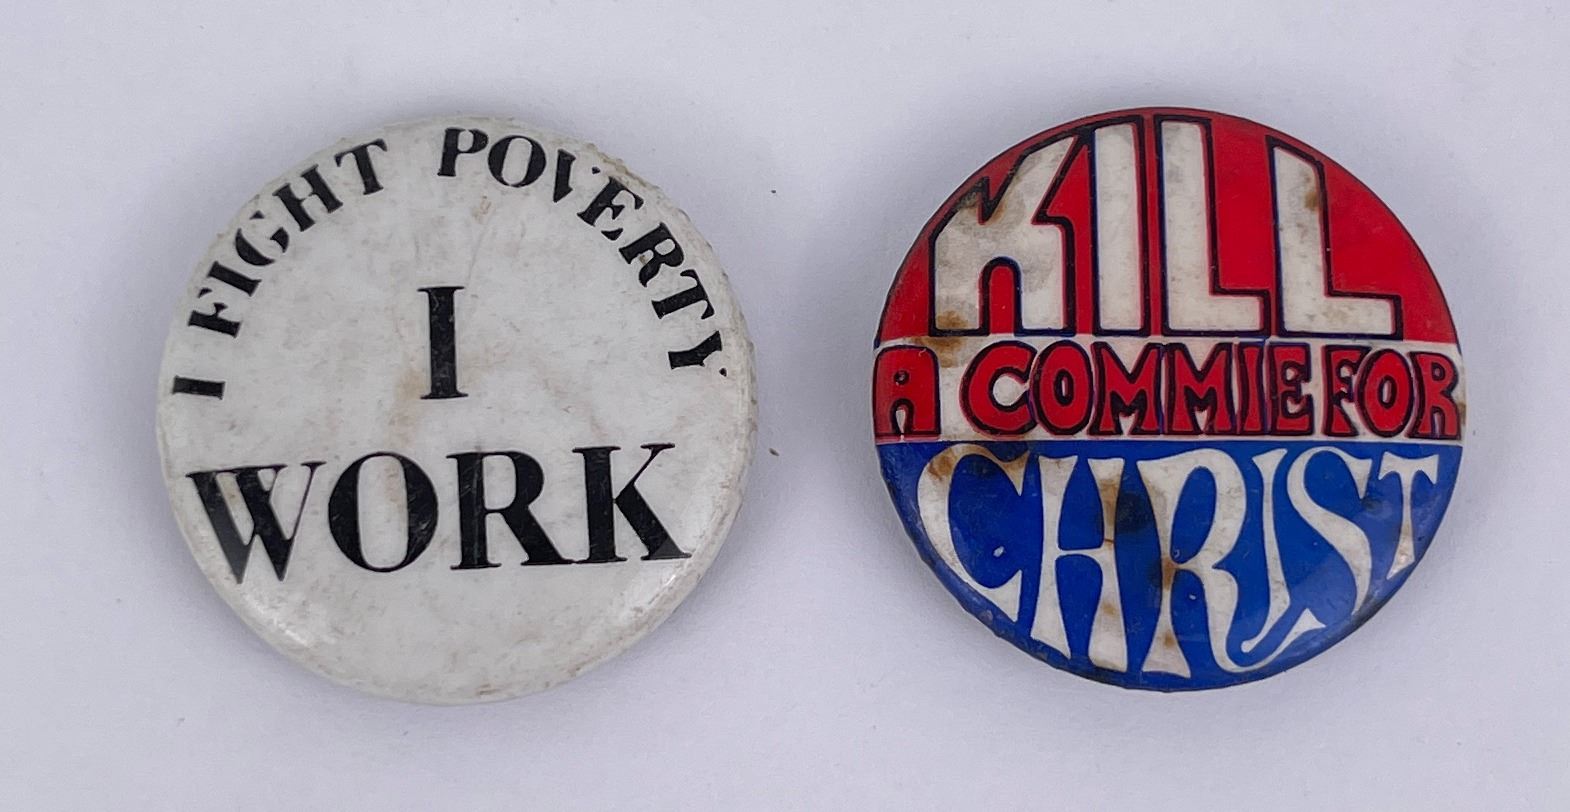 I FIGHT POVERTY
I
WORK
KILL
A COMMIE FOR
CHRIST